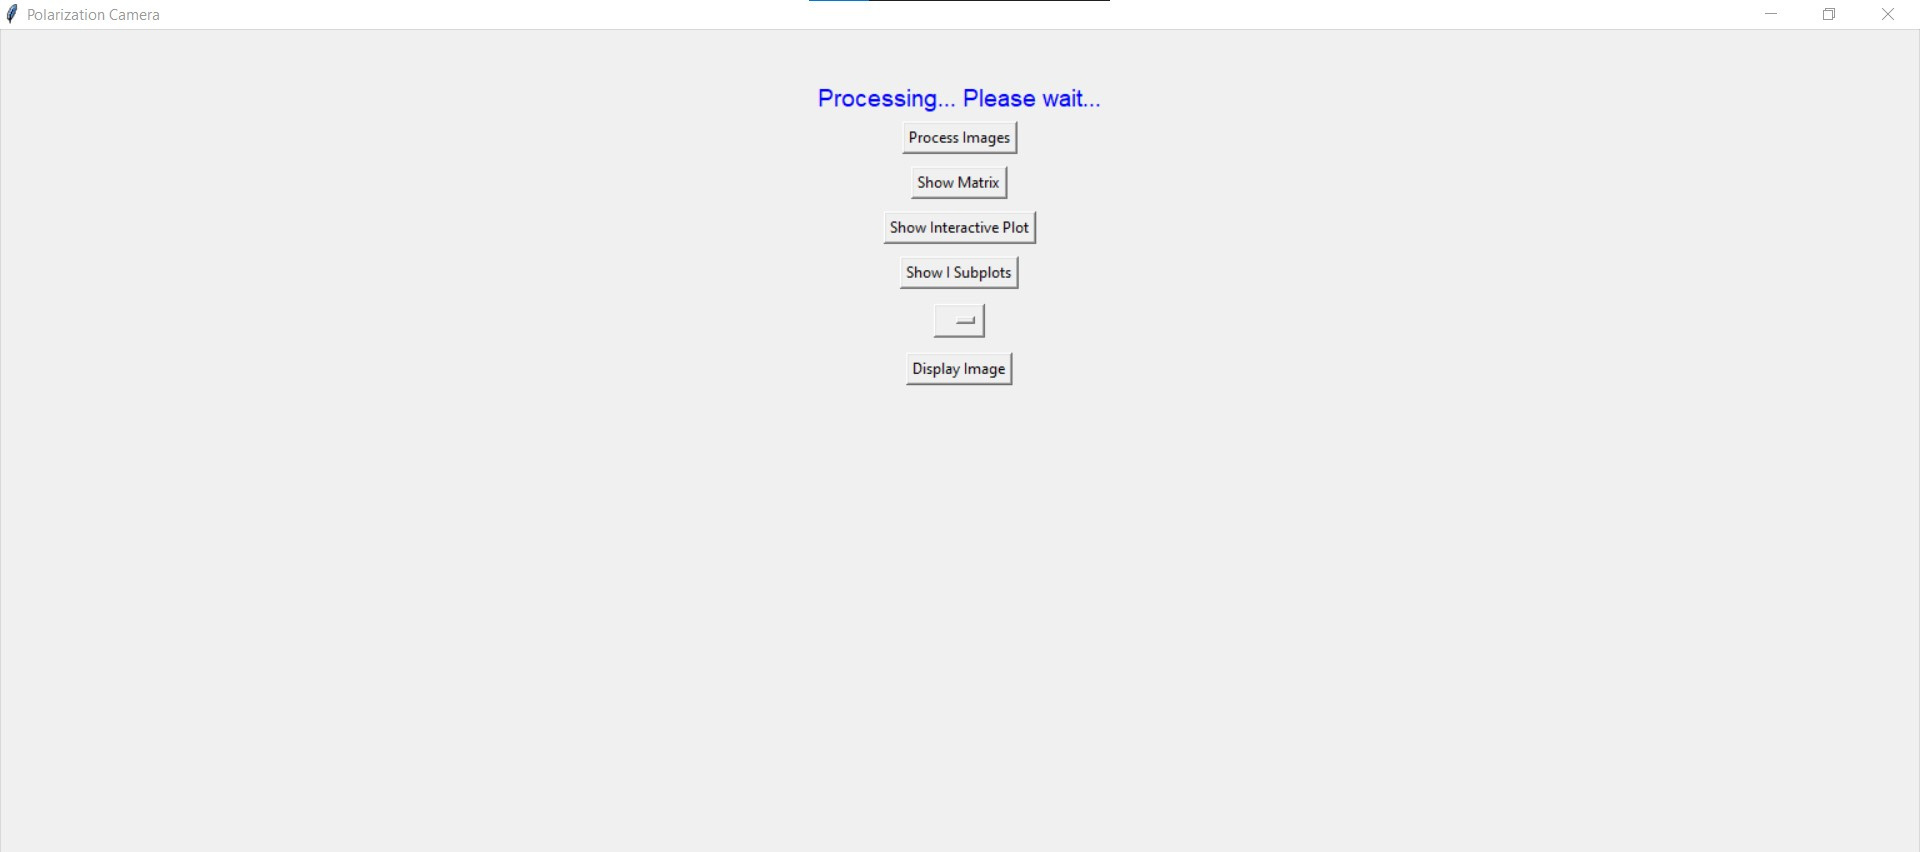 Polarization Camera
Processing... Please wait...
Process Images
Show Matrix
Show Interactive Plot
Show I Subplots
Display Image